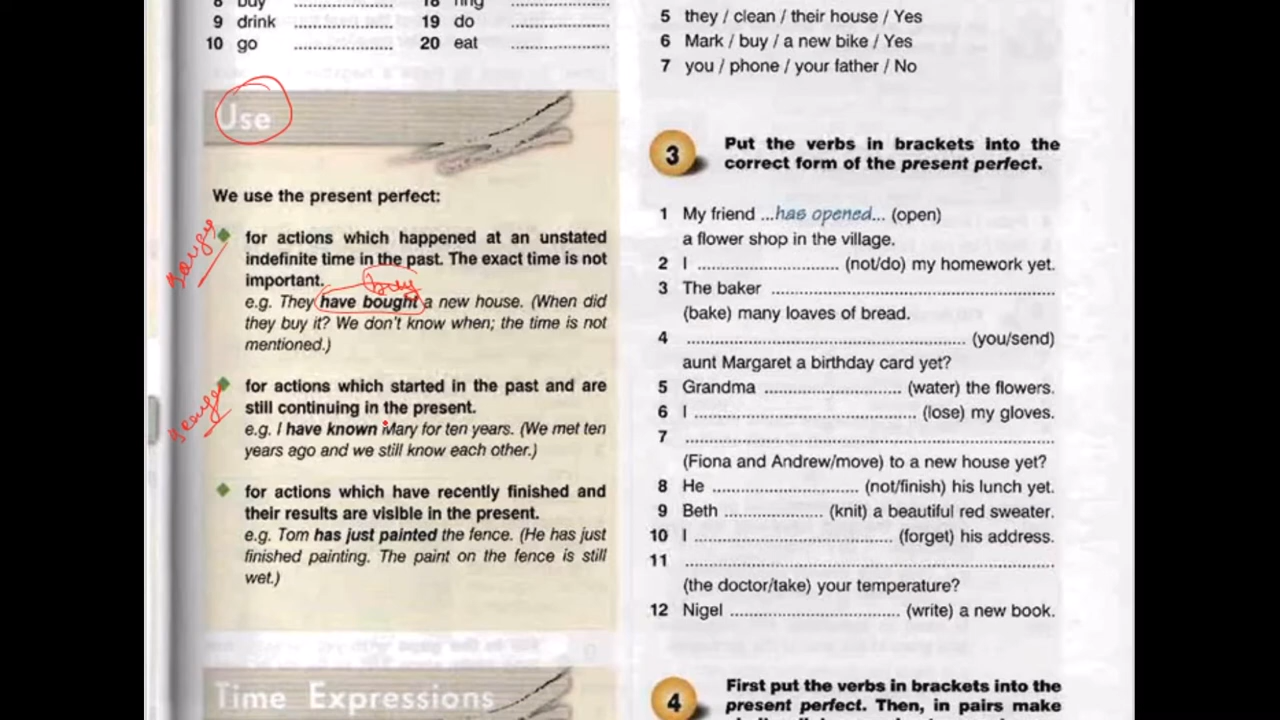 8 buy .................... 18 ring ....................
9 drink .................... 19 do ....................
10 go .................... 20 eat ....................
Use
We use the present perfect:
for actions which happened at an unstated
indefinite time in the past. The exact time is not
important.
buy
e.g. They have bought a new house. (When did
they buy it? We don't know when; the time is not
mentioned.)
for actions which started in the past and are
still continuing in the present.
e.g. I have known Mary for ten years. (We met ten
years ago and we still know each other.)
for actions which have recently finished and
their results are visible in the present.
e.g. Tom has just painted the fence. (He has just
finished painting. The paint on the fence is still
wet.)
Time Expressions
5 they / clean / their house / Yes
6 Mark / buy / a new bike / Yes
7 you / phone / your father / No
3 Put the verbs in brackets into the
correct form of the present perfect.
1 My friend ...has opened... (open)
a flower shop in the village.
2 I .............................. (not/do) my homework yet.
3 The baker ............................................................
(bake) many loaves of bread.
4 ............................................................ (you/send)
aunt Margaret a birthday card yet?
5 Grandma .............................. (water) the flowers.
6 I ................................................ (lose) my gloves.
7 ................................................................................
(Fiona and Andrew/move) to a new house yet?
8 He ................................ (not/finish) his lunch yet.
9 Beth ...................... (knit) a beautiful red sweater.
10 I ............................................ (forget) his address.
11 ................................................................................
(the doctor/take) your temperature?
12 Nigel .................................... (write) a new book.
4 First put the verbs in brackets into the
present perfect. Then, in pairs make